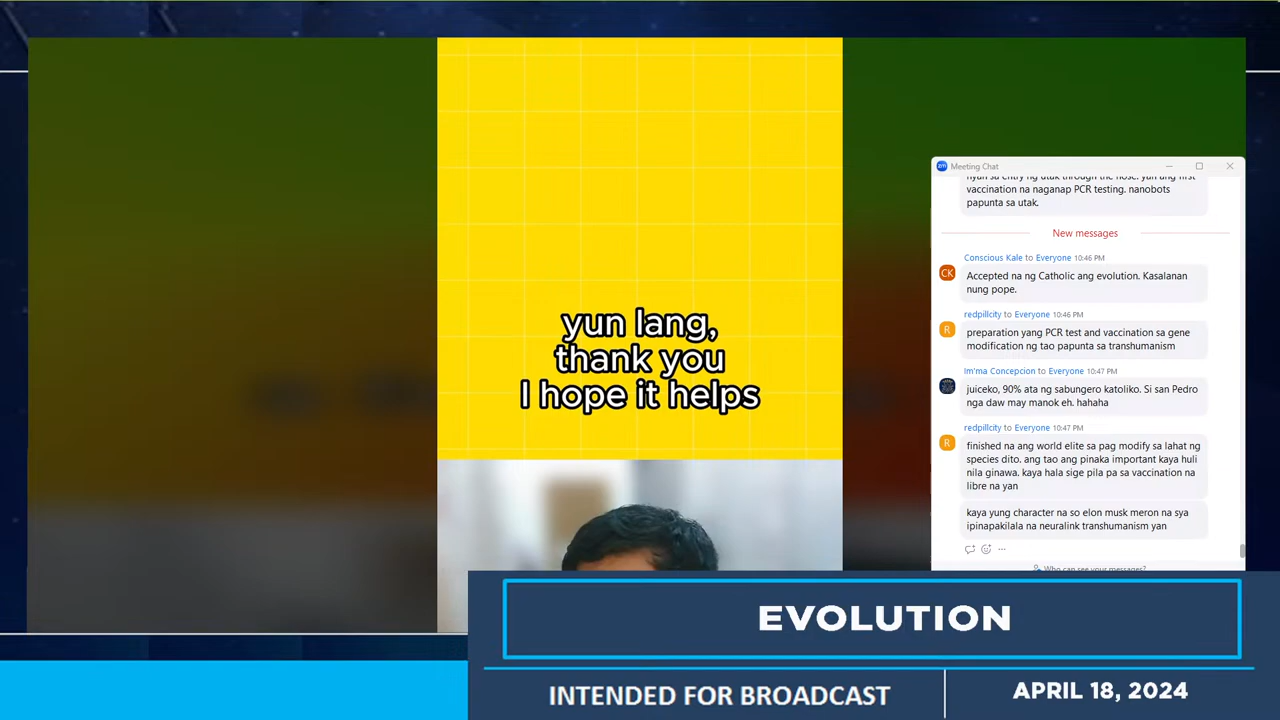 yun lang,
thank you
I hope it helps
zm
Meeting Chat
nyan sa entry ng utak through the nose. yan ang first
vaccination na naganap PCR testing. nanobots
papunta sa utak.
New messages
Conscious Kale to Everyone 10:46 PM
CK
Accepted na ng Catholic ang evolution. Kasalanan
nung pope.
redpillcity to Everyone 10:46 PM
R
preparation yang PCR test and vaccination sa gene
modification ng tao papunta sa transhumanism
Im'ma Concepcion to Everyone 10:47 PM
juiceko, 90% ata ng sabungero katoliko. Si san Pedro
nga daw may manok eh. hahaha
redpillcity to Everyone 10:47 PM
R
finished na ang world elite sa pag modify sa lahat ng
species dito. ang tao ang pinaka important kaya huli
nila ginawa. kaya hala sige pila pa sa vaccination na
libre na yan
kaya yung character na so elon musk meron na sya
ipinapakilala na neuralink transhumanism yan
Who can see your messages?
EVOLUTION
INTENDED FOR BROADCAST
APRIL 18, 2024